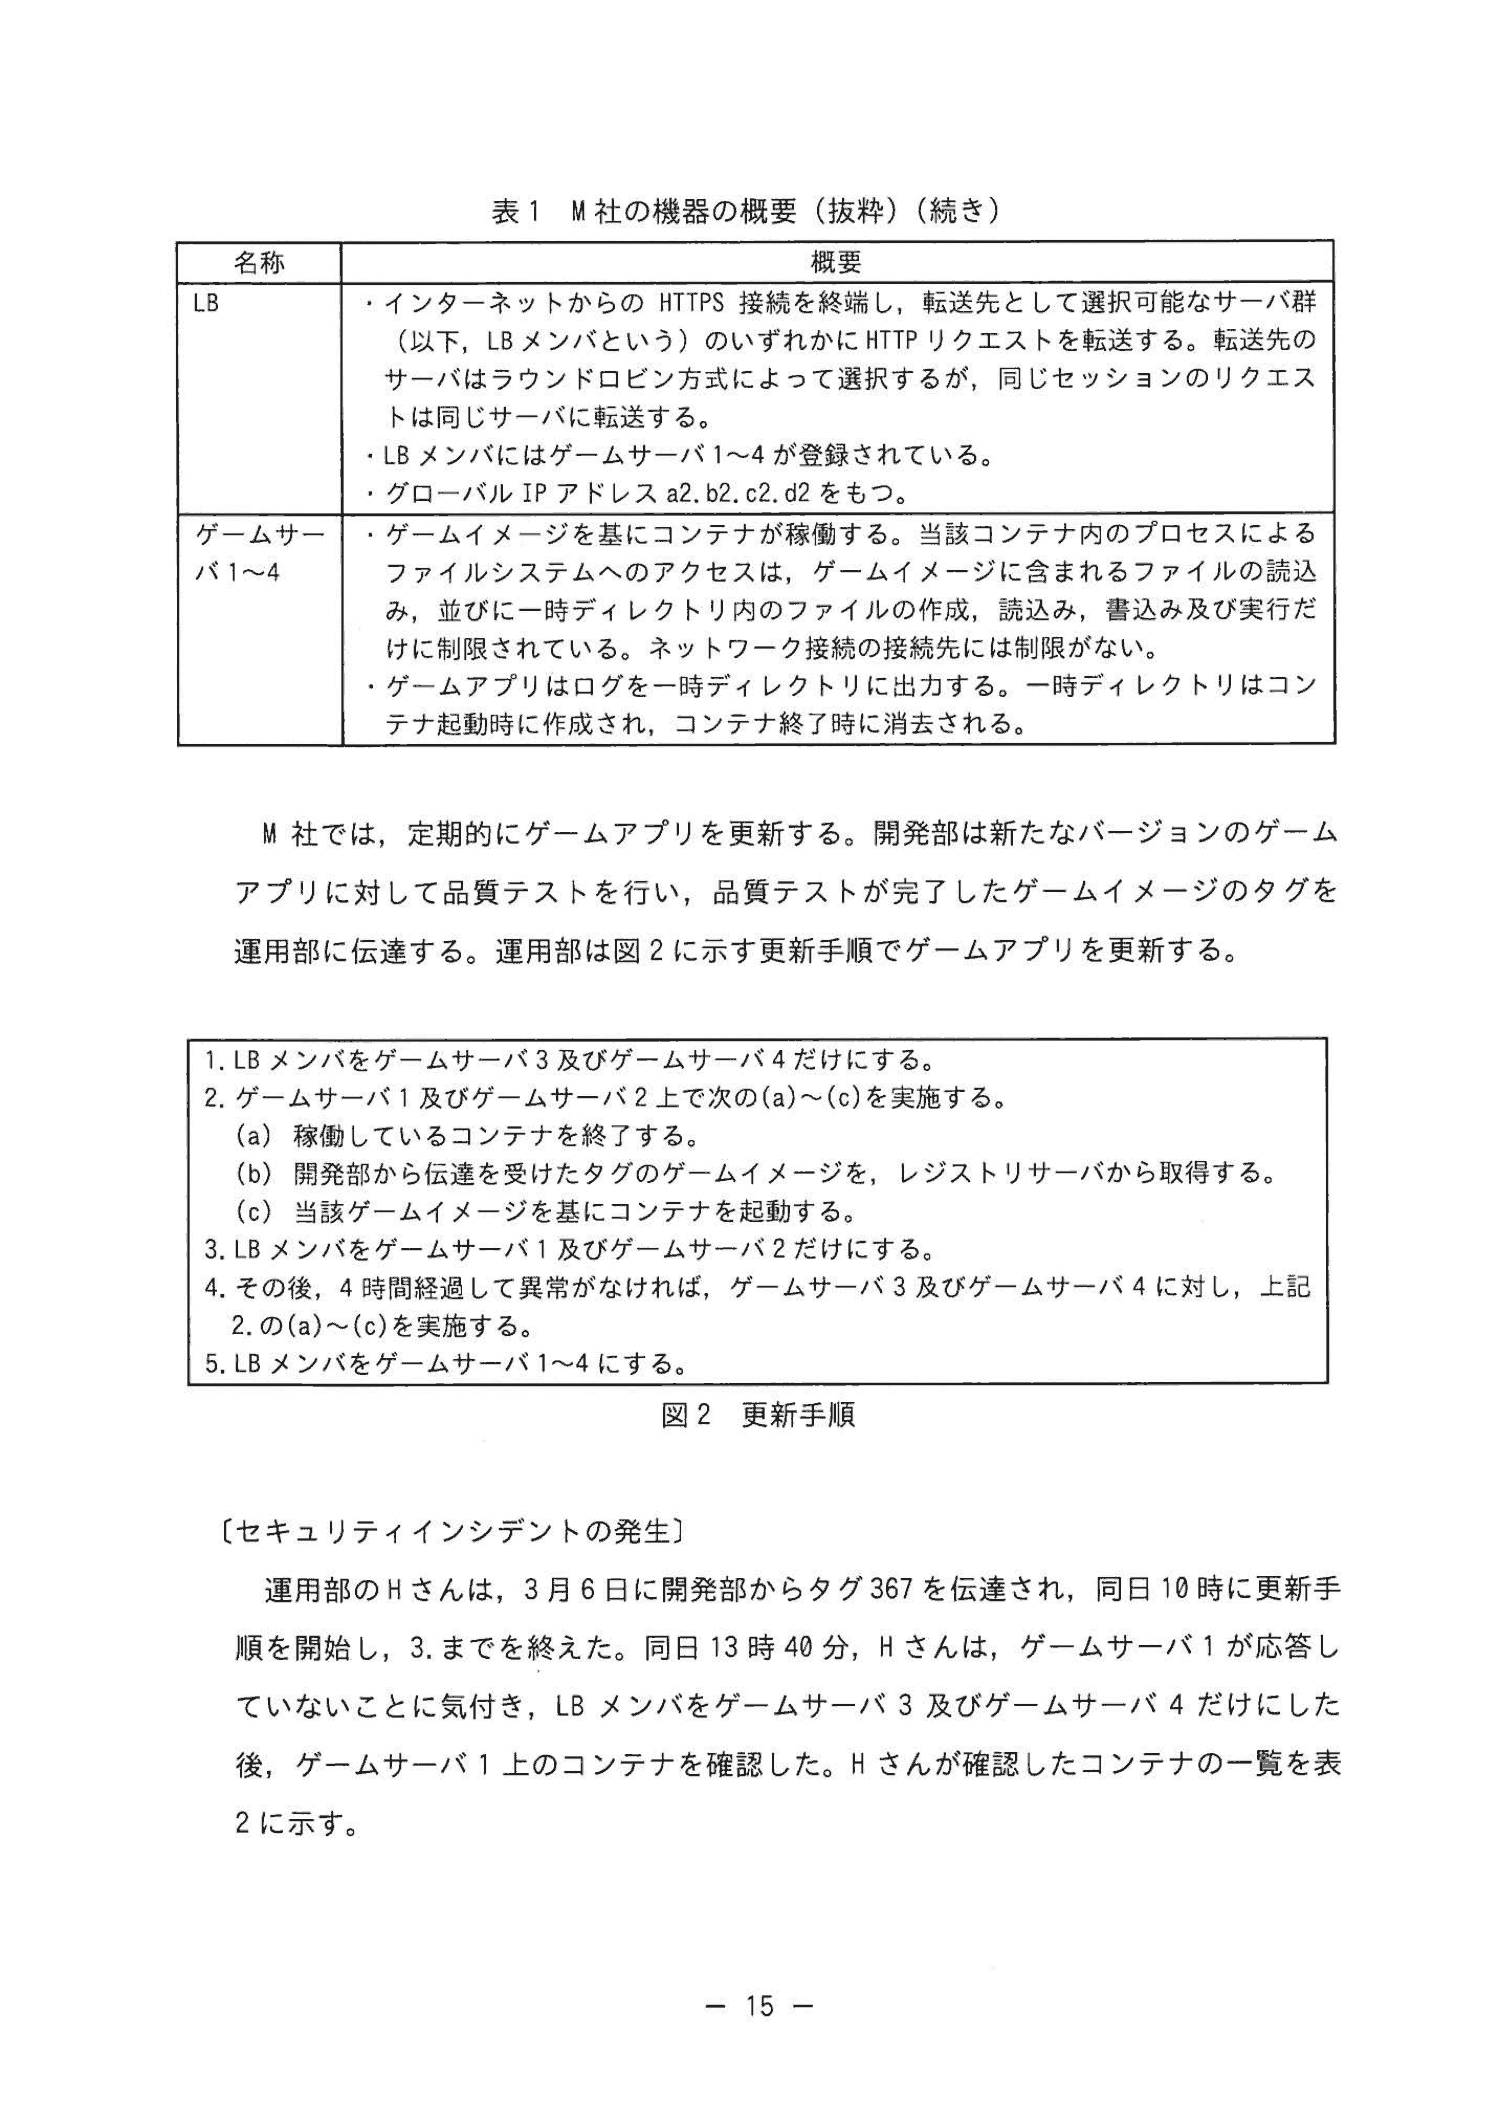 表1 M社の機器の概要（抜粋）（続き）
名称 概要
LB ・インターネットからの HTTPS 接続を終端し，転送先として選択可能なサーバ群
（以下，LBメンバという）のいずれかにHTTPリクエストを転送する。転送先の
サーバはラウンドロビン方式によって選択するが，同じセッションのリクエス
トは同じサーバに転送する。
・LBメンバにはゲームサーバ1～4が登録されている。
・グローバル IP アドレス a2.b2.c2.d2 をもつ。
ゲームサー ・ゲームイメージを基にコンテナが稼働する。当該コンテナ内のプロセスによる
バ1～4 ファイルシステムへのアクセスは，ゲームイメージに含まれるファイルの読込
み，並びに一時ディレクトリ内のファイルの作成，読込み，書込み及び実行だ
けに制限されている。ネットワーク接続の接続先には制限がない。
・ゲームアプリはログを一時ディレクトリに出力する。一時ディレクトリはコン
テナ起動時に作成され，コンテナ終了時に消去される。
M 社では，定期的にゲームアプリを更新する。開発部は新たなバージョンのゲーム
アプリに対して品質テストを行い，品質テストが完了したゲームイメージのタグを
運用部に伝達する。運用部は図2に示す更新手順でゲームアプリを更新する。
1. LBメンバをゲームサーバ3及びゲームサーバ4だけにする。
2. ゲームサーバ1及びゲームサーバ2上で次の(a)～(c)を実施する。
(a) 稼働しているコンテナを終了する。
(b) 開発部から伝達を受けたタグのゲームイメージを，レジストリサーバから取得する。
(c) 当該ゲームイメージを基にコンテナを起動する。
3. LBメンバをゲームサーバ1及びゲームサーバ2だけにする。
4. その後，4時間経過して異常がなければ，ゲームサーバ3及びゲームサーバ4に対し，上記
2.の(a)～(c)を実施する。
5. LBメンバをゲームサーバ1～4にする。
図2 更新手順
〔セキュリティインシデントの発生〕
運用部のHさんは，3月6日に開発部からタグ367を伝達され，同日10時に更新手
順を開始し，3.までを終えた。同日13時40分，Hさんは，ゲームサーバ1が応答し
ていないことに気付き，LBメンバをゲームサーバ3及びゲームサーバ4だけにした
後，ゲームサーバ1上のコンテナを確認した。Hさんが確認したコンテナの一覧を表
2に示す。
－ 15 －